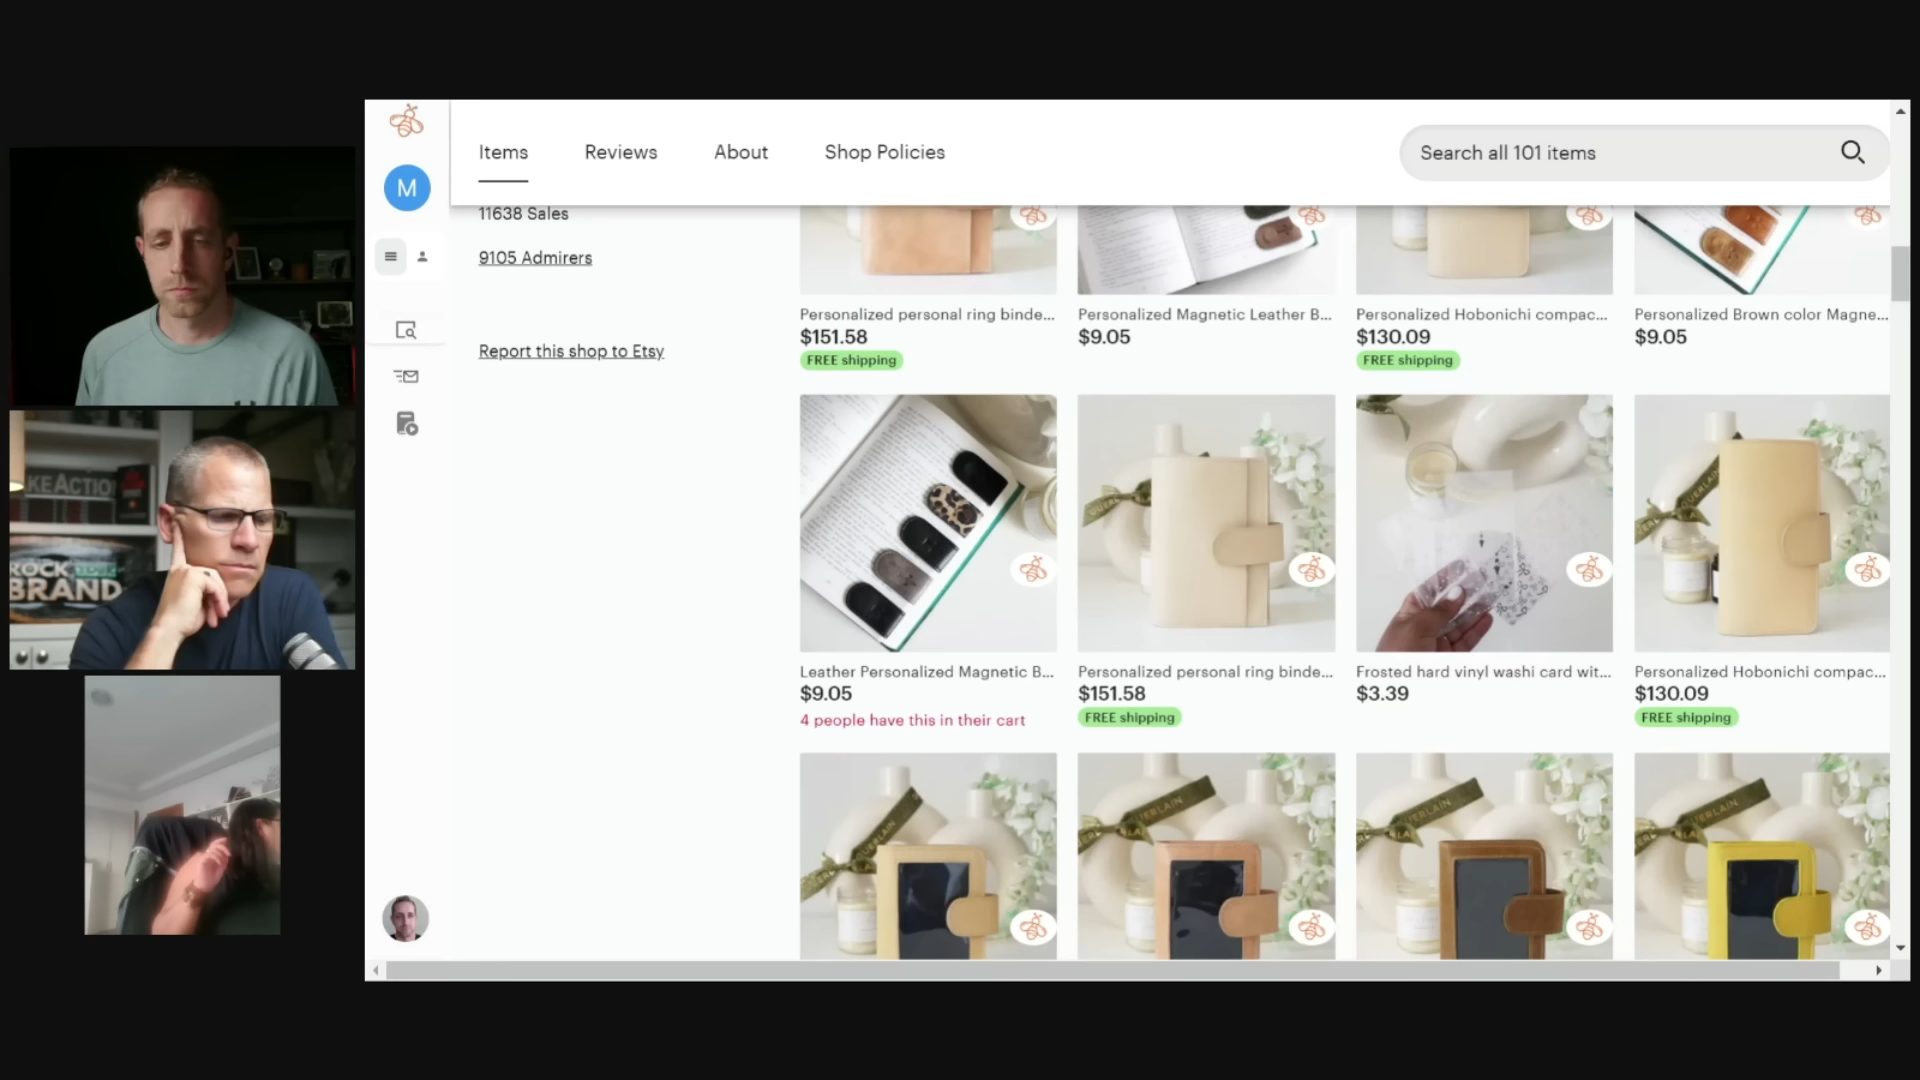 Items
Reviews
About
Shop Policies
Search all 101 items
M
11638 Sales
9105 Admirers
Report this shop to Etsy
Personalized personal ring binde...
$151.58
FREE shipping
Personalized Magnetic Leather B...
$9.05
Personalized Hobonichi compac...
$130.09
FREE shipping
Personalized Brown color Magne...
$9.05
Leather Personalized Magnetic B...
$9.05
4 people have this in their cart
Personalized personal ring binde...
$151.58
FREE shipping
Frosted hard vinyl washi card wit...
$3.39
Personalized Hobonichi compac...
$130.09
FREE shipping
KEACTIO
ROCK
BRAND
GUERLAIN